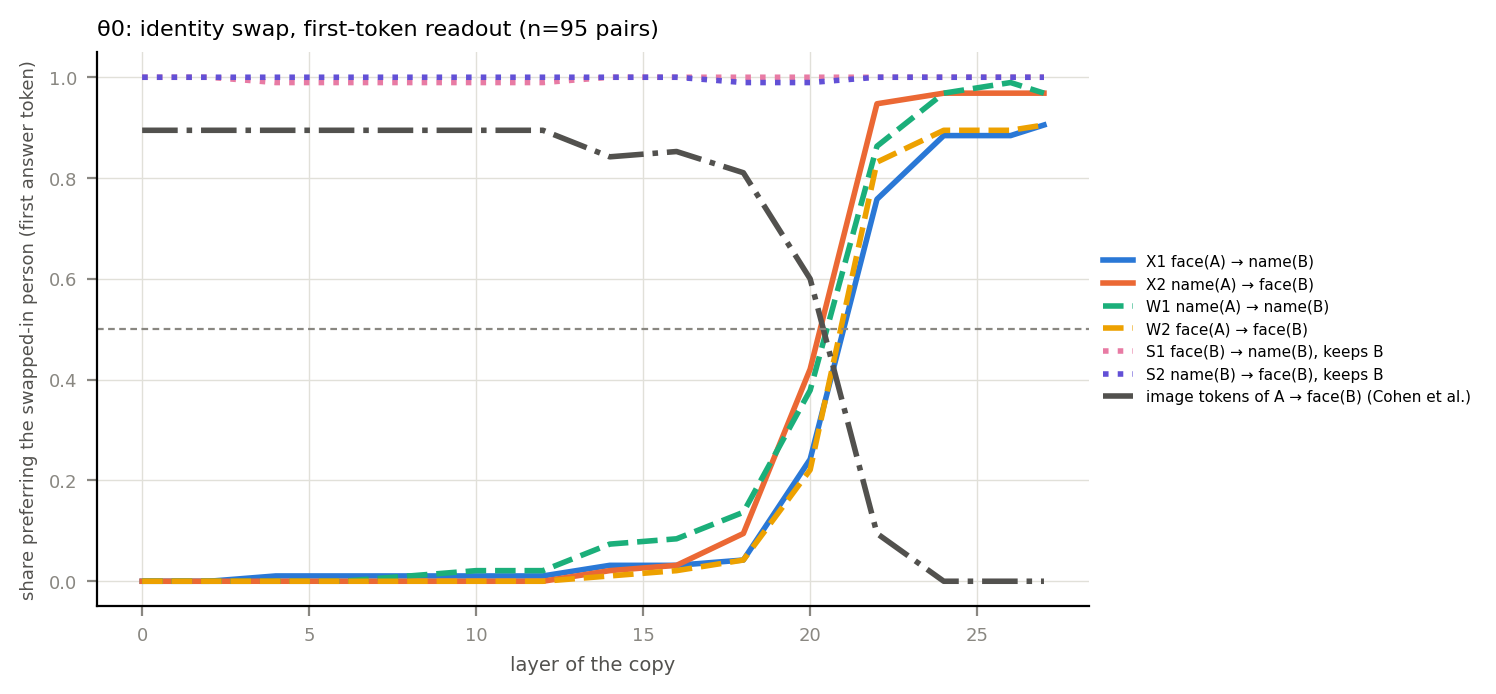 θ0: identity swap, first-token readout (n=95 pairs)
share preferring the swapped-in person (first answer token)
1.0
0.8
0.6
0.4
0.2
0.0
0
5
10
15
20
25
layer of the copy
X1 face(A) → name(B)
X2 name(A) → face(B)
W1 name(A) → name(B)
W2 face(A) → face(B)
S1 face(B) → name(B), keeps B
S2 name(B) → face(B), keeps B
image tokens of A → face(B) (Cohen et al.)